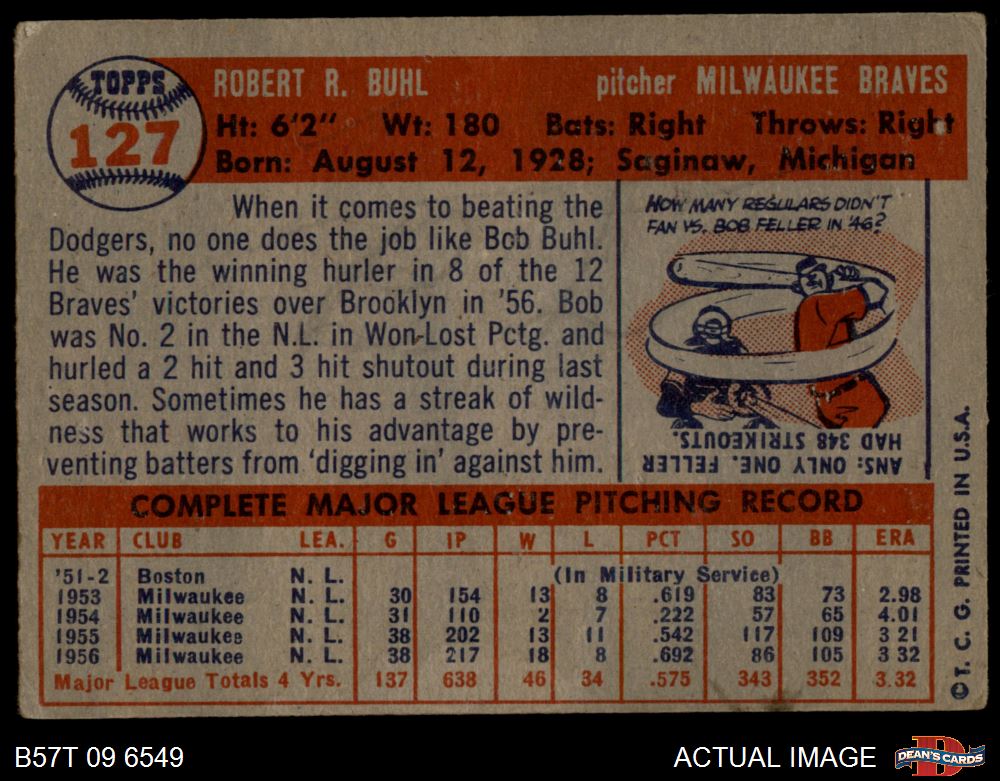 TOPPS
127
ROBERT R. BUHL pitcher MILWAUKEE BRAVES
Ht: 6'2" Wt: 180 Bats: Right Throws: Right
Born: August 12, 1928; Saginaw, Michigan
When it comes to beating the
Dodgers, no one does the job like Bob Buhl.
He was the winning hurler in 8 of the 12
Braves' victories over Brooklyn in '56. Bob
was No. 2 in the N.L. in Won-Lost Pctg. and
hurled a 2 hit and 3 hit shutout during last
season. Sometimes he has a streak of wild-
ness that works to his advantage by pre-
venting batters from 'digging in' against him.
HOW MANY REGULARS DIDN'T
FAN VS. BOB FELLER IN '46?
ANS: ONLY ONE. FELLER
HAD 348 STRIKEOUTS.
COMPLETE MAJOR LEAGUE PITCHING RECORD
YEAR CLUB LEA. G IP W L PCT SO BB ERA
'51-2 Boston N. L. (In Military Service)
1953 Milwaukee N. L. 30 154 13 8 .619 83 73 2.98
1954 Milwaukee N. L. 31 110 2 7 .222 57 65 4.01
1955 Milwaukee N. L. 38 202 13 11 .542 117 109 3 21
1956 Milwaukee N. L. 38 217 18 8 .692 86 105 3 32
Major League Totals 4 Yrs. 137 638 46 34 .575 343 352 3.32
© T. C. G. PRINTED IN U.S.A.
B57T 09 6549
ACTUAL IMAGE
DEAN'S CARDS